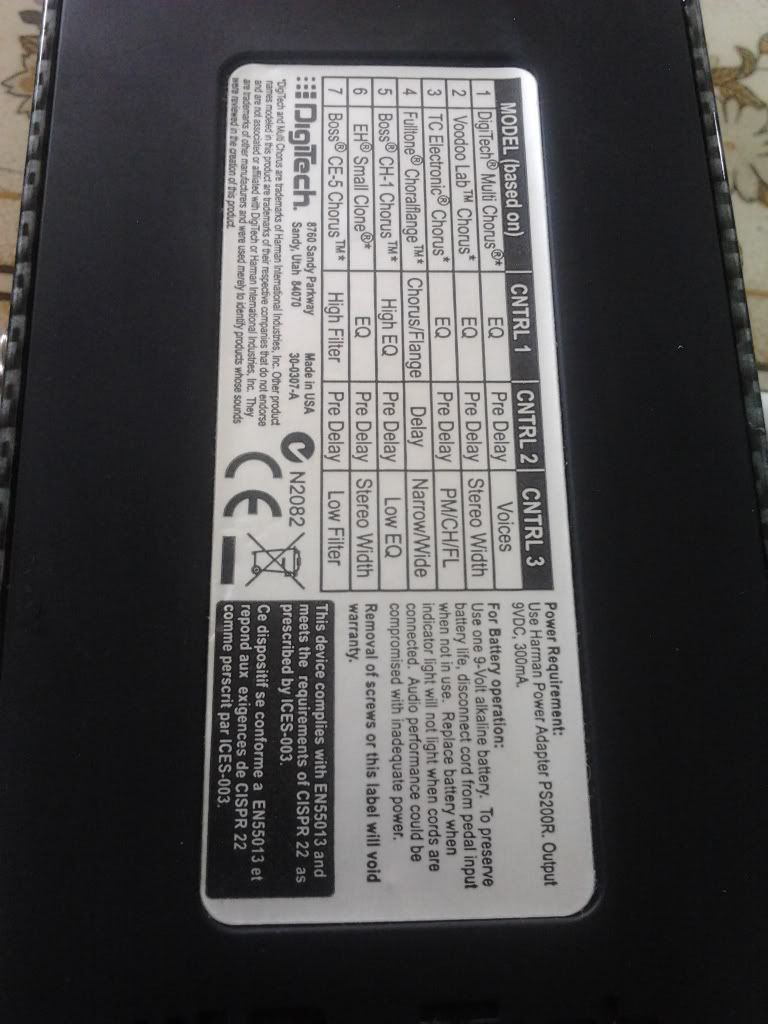 MODEL (based on) CNTRL 1 CNTRL 2 CNTRL 3
1 DigiTech® Multi Chorus®* EQ Pre Delay Voices
2 Voodoo Lab™ Chorus* EQ Pre Delay Stereo Width
3 TC Electronic® Chorus* EQ Pre Delay PM/CH/FL
4 Fulltone® Choralflange™* Chorus/Flange Delay Narrow/Wide
5 Boss® CH-1 Chorus™* High EQ Pre Delay Low EQ
6 EH® Small Clone®* EQ Pre Delay Stereo Width
7 Boss® CE-5 Chorus™* High Filter Pre Delay Low Filter
DigiTech®
8760 Sandy Parkway
Sandy, Utah 84070
Made in USA
30-0307-A
*DigiTech and Multi Chorus are trademarks of Harman International Industries, Inc. Other product
names modeled in this product are trademarks of their respective companies that do not endorse
and are not associated or affiliated with DigiTech or Harman International Industries, Inc. They
are trademarks of other manufacturers and were used merely to identify products whose sounds
were reviewed in the creation of this product.
N2082
CE
Power Requirement:
Use Harman Power Adapter PS200R. Output
9VDC, 300mA.
For Battery operation:
Use one 9-Volt alkaline battery. To preserve
battery life, disconnect cord from pedal input
when not in use. Replace battery when
indicator light will not light when cords are
connected. Audio performance could be
compromised with inadequate power.
Removal of screws or this label will void
warranty.
This device complies with EN55013 and
meets the requirements of CISPR 22 as
prescribed by ICES-003.
Ce dispositif se conforme a EN55013 et
repond aux exigences de CISPR 22
comme perscrit par ICES-003.